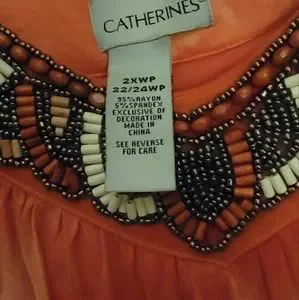 CATHERINES®
2XWP
22/24WP
95%RAYON
5%SPANDEX
EXCLUSIVE OF
DECORATION
MADE IN
CHINA
SEE REVERSE
FOR CARE